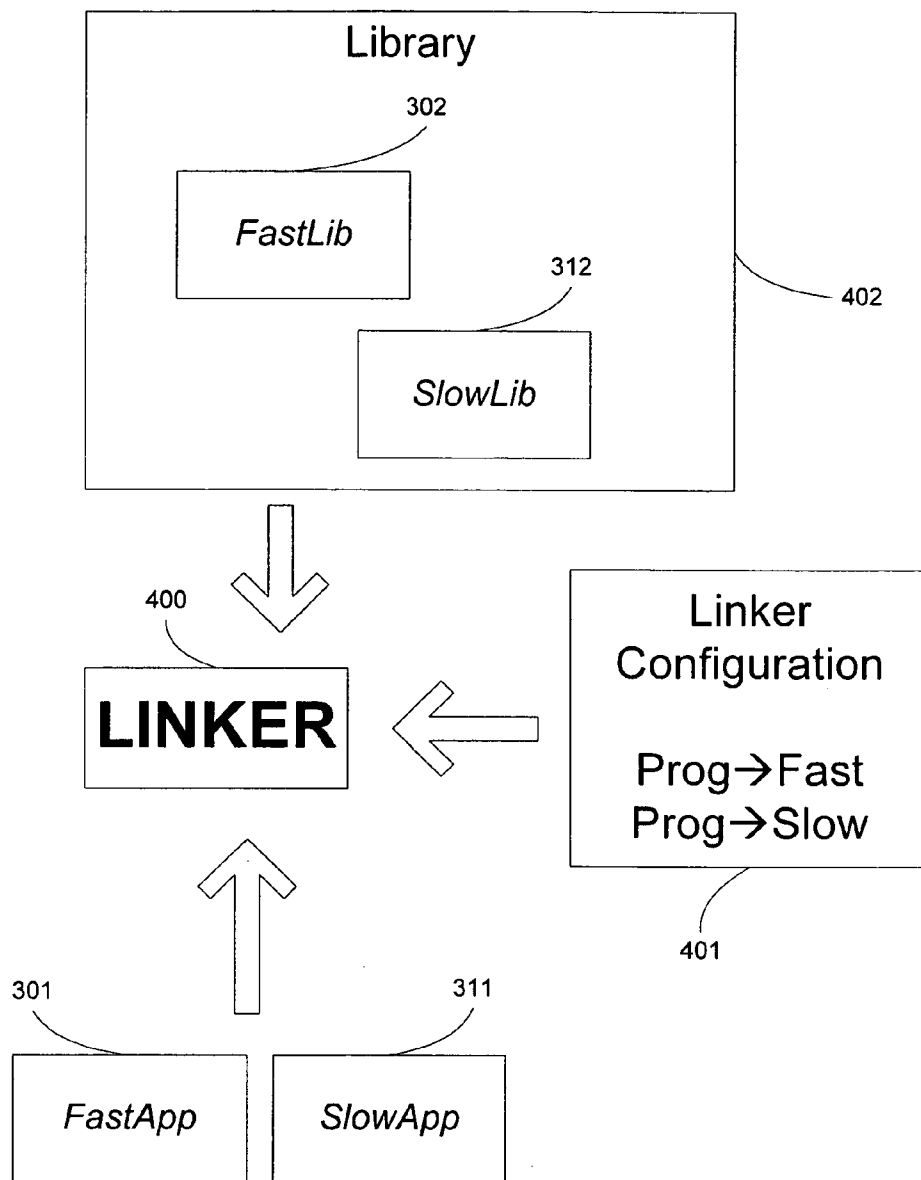 Library
302
FastLib
312
402
SlowLib
400
LINKER
Linker
Configuration
Prog→Fast
Prog→Slow
401
301
311
FastApp
SlowApp